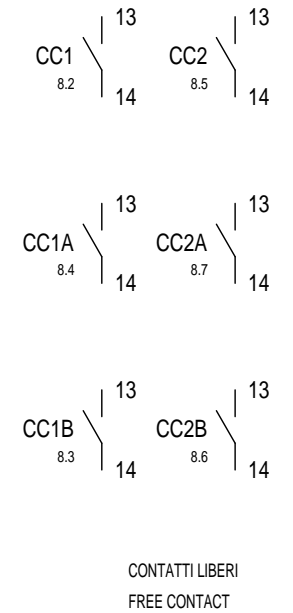 13 13
CC1 CC2
8.2 8.5
14 14
13 13
CC1A CC2A
8.4 8.7
14 14
13 13
CC1B CC2B
8.3 8.6
14 14
CONTATTI LIBERI
FREE CONTACT